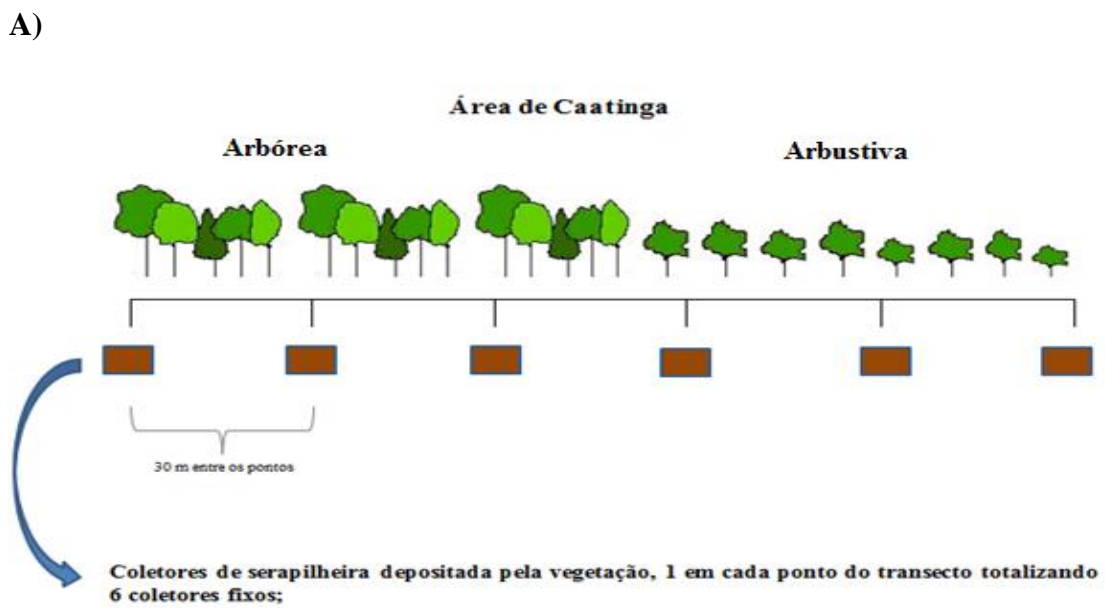 A)
Área de Caatinga
Arbórea
Arbustiva
30 m entre os pontos
Coletores de serapilheira depositada pela vegetação, 1 em cada ponto do transecto totalizando
6 coletores fixos;